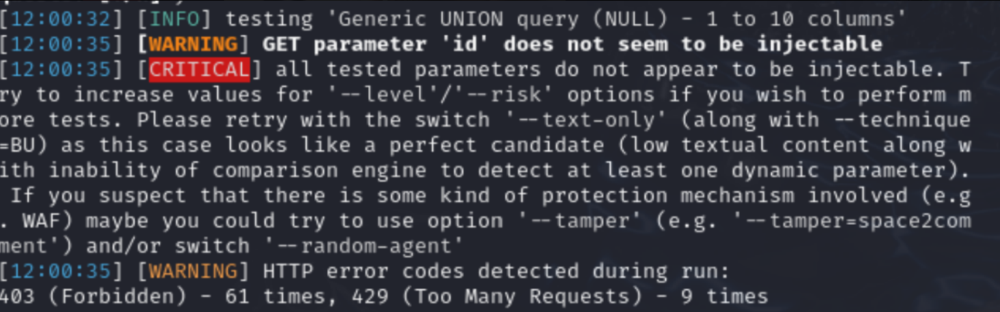 [12:00:32] [INFO] testing 'Generic UNION query (NULL) - 1 to 10 columns'
[12:00:35] [WARNING] GET parameter 'id' does not seem to be injectable
[12:00:35] [CRITICAL] all tested parameters do not appear to be injectable. T
ry to increase values for '--level'/'--risk' options if you wish to perform m
ore tests. Please retry with the switch '--text-only' (along with --technique
=BU) as this case looks like a perfect candidate (low textual content along w
ith inability of comparison engine to detect at least one dynamic parameter).
If you suspect that there is some kind of protection mechanism involved (e.g
. WAF) maybe you could try to use option '--tamper' (e.g. '--tamper=space2com
ment') and/or switch '--random-agent'
[12:00:35] [WARNING] HTTP error codes detected during run:
403 (Forbidden) - 61 times, 429 (Too Many Requests) - 9 times